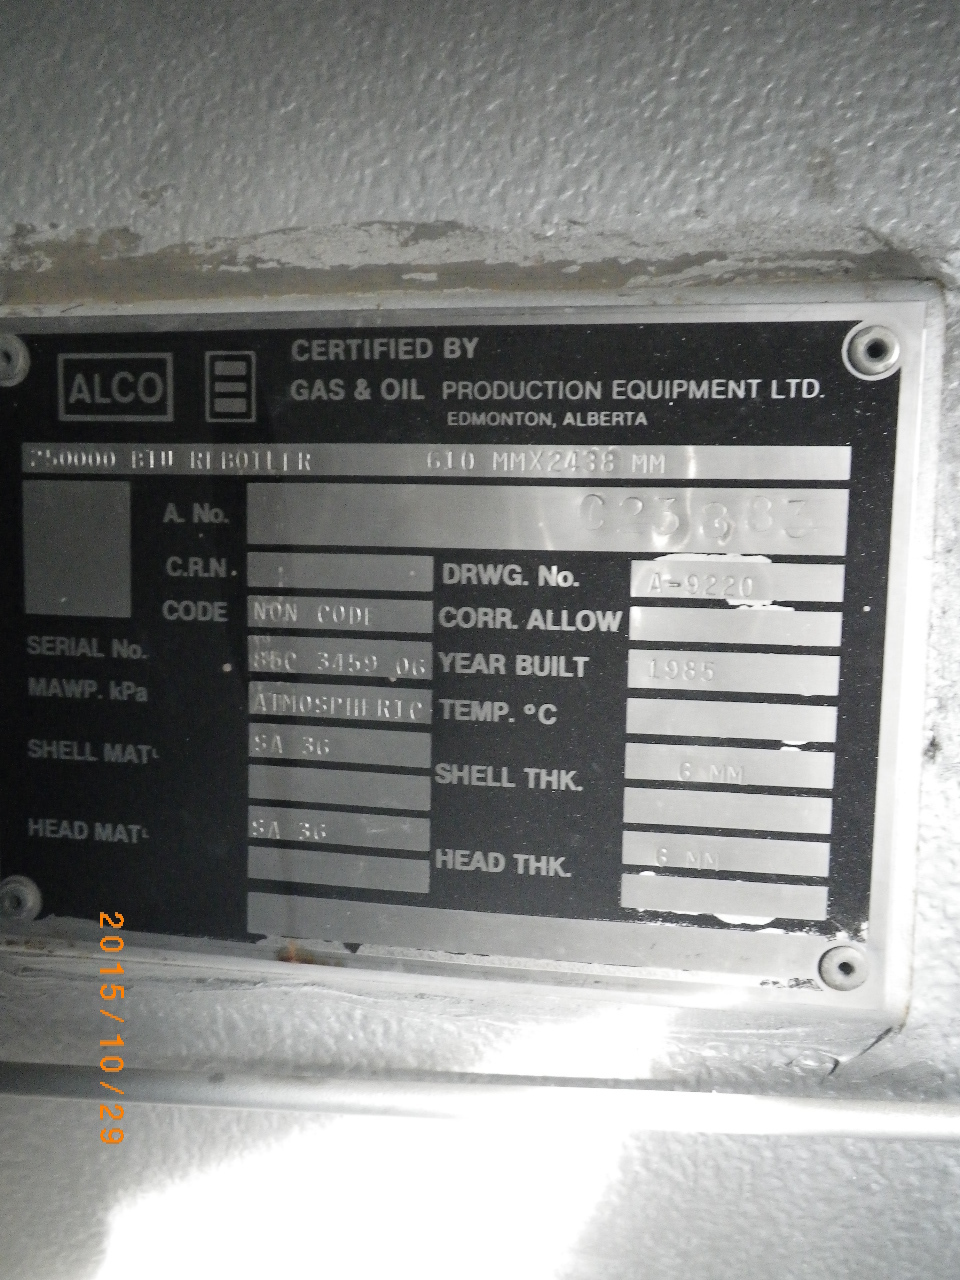 ALCO
CERTIFIED BY
GAS & OIL PRODUCTION EQUIPMENT LTD.
EDMONTON, ALBERTA
BTU REBOILER 610 MMX2438 MM
A. No.
C.R.N. DRWG. No. A-9220
CODE NON CODE CORR. ALLOW
SERIAL No. 3459 06 YEAR BUILT 1985
MAWP. kPa ATMOSPHERIC TEMP. °C
SHELL MAT'L SA 36 SHELL THK. 6 MM
HEAD MAT'L SA 36 HEAD THK. 6 MM
2015/10/29